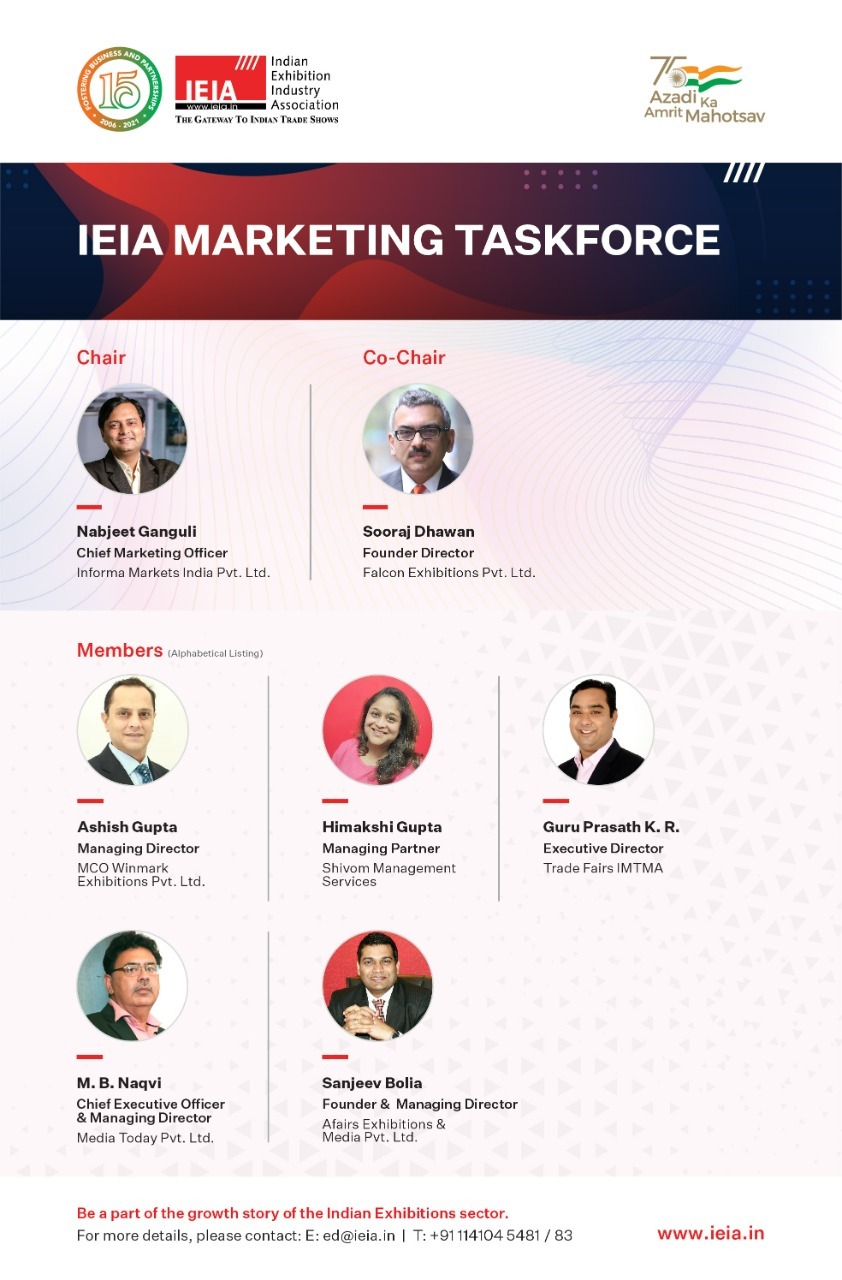 FOSTERING BUSINESS AND PARTNERSHIPS
15
2006 - 2021
IEIA
www.ieia.in
Indian
Exhibition
Industry
Association
THE GATEWAY TO INDIAN TRADE SHOWS
75
Azadi Ka
Amrit Mahotsav
IEIA MARKETING TASKFORCE
Chair
Nabjeet Ganguli
Chief Marketing Officer
Informa Markets India Pvt. Ltd.
Co-Chair
Sooraj Dhawan
Founder Director
Falcon Exhibitions Pvt. Ltd.
Members (Alphabetical Listing)
Ashish Gupta
Managing Director
MCO Winmark
Exhibitions Pvt. Ltd.
Himakshi Gupta
Managing Partner
Shivom Management
Services
Guru Prasath K. R.
Executive Director
Trade Fairs IMTMA
M. B. Naqvi
Chief Executive Officer
& Managing Director
Media Today Pvt. Ltd.
Sanjeev Bolia
Founder & Managing Director
Afairs Exhibitions &
Media Pvt. Ltd.
Be a part of the growth story of the Indian Exhibitions sector.
For more details, please contact: E: ed@ieia.in | T: +91 114104 5481 / 83
www.ieia.in